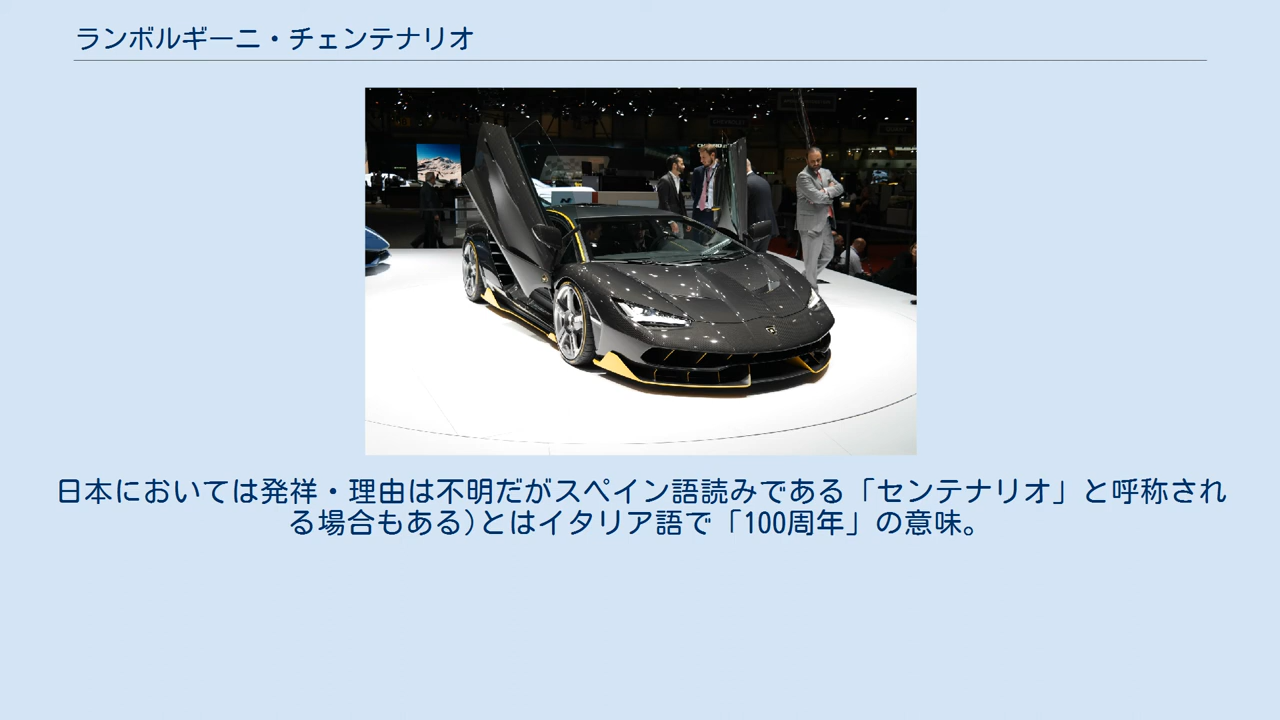 ランボルギーニ・チェンテナリオ
日本においては発祥・理由は不明だがスペイン語読みである「センテナリオ」と呼称され
る場合もある)とはイタリア語で「100周年」の意味。